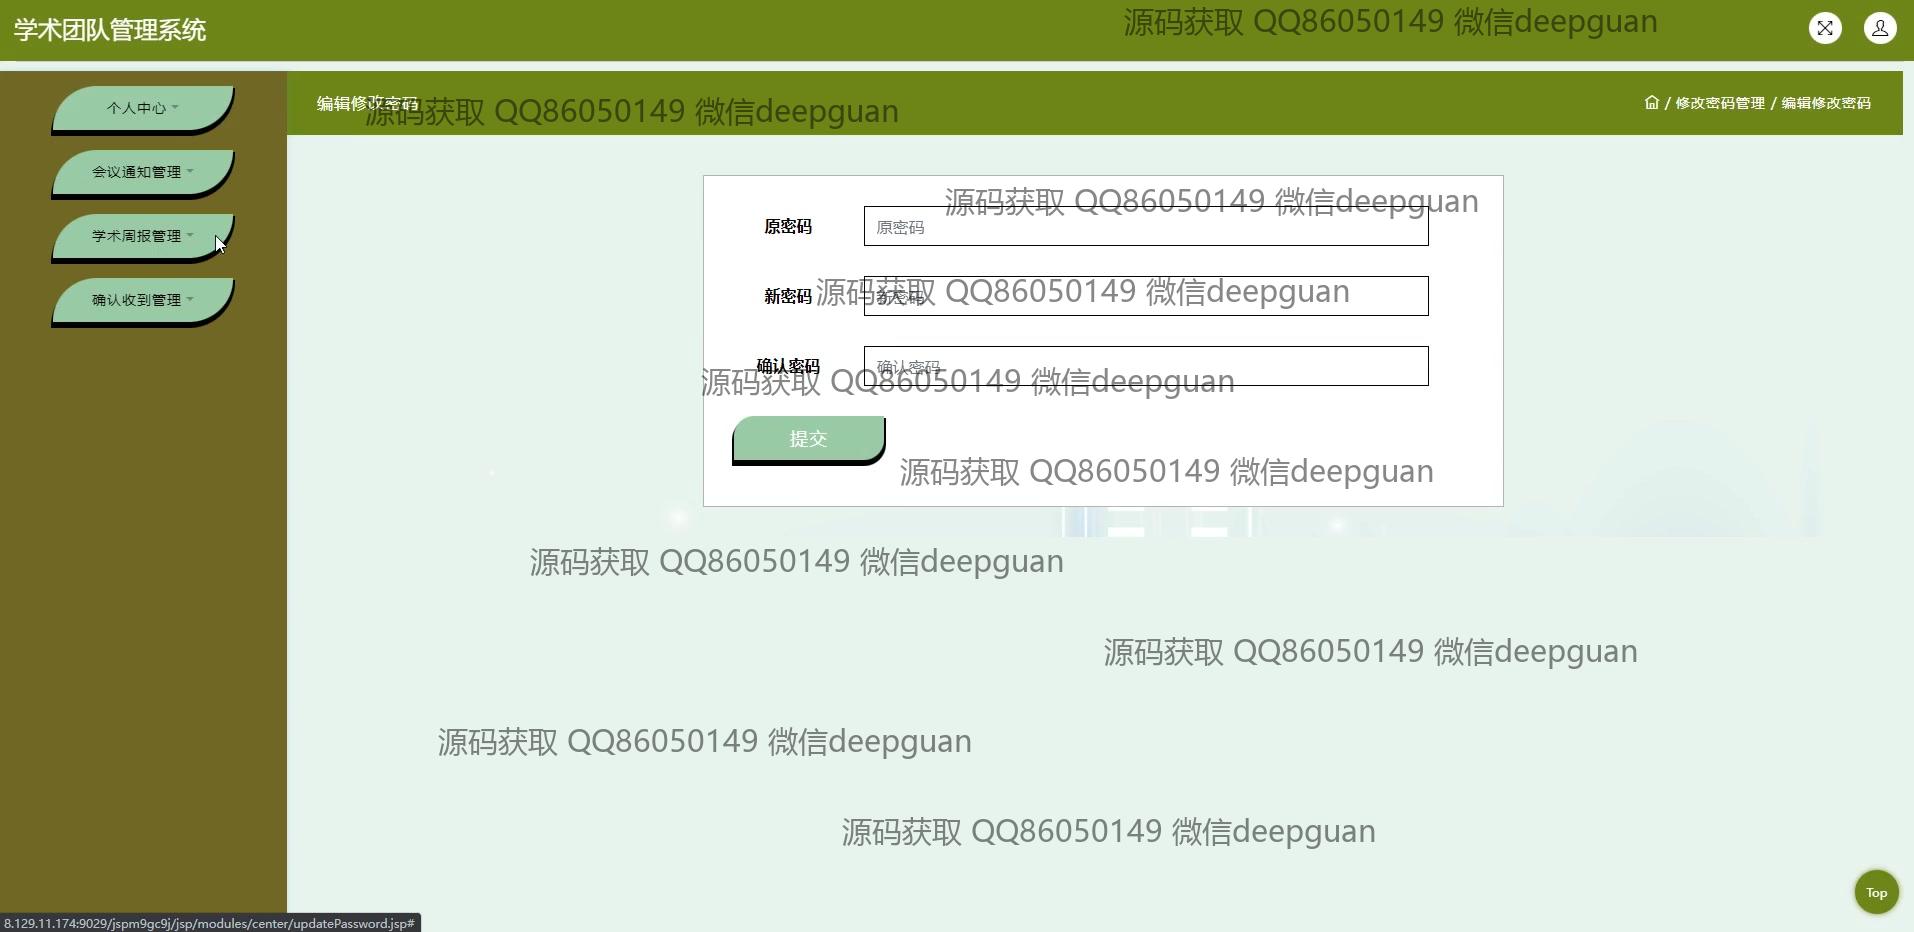 学术团队管理系统
源码获取 QQ86050149 微信deepguan
个人中心
会议通知管理
学术周报管理
确认收到管理
编辑修改密码
源码获取 QQ86050149 微信deepguan
/ 修改密码管理 / 编辑修改密码
源码获取 QQ86050149 微信deepguan
原密码 原密码
源码获取 QQ86050149 微信deepguan
新密码 新密码
确认密码 确认密码
源码获取 QQ86050149 微信deepguan
提交
源码获取 QQ86050149 微信deepguan
源码获取 QQ86050149 微信deepguan
源码获取 QQ86050149 微信deepguan
源码获取 QQ86050149 微信deepguan
源码获取 QQ86050149 微信deepguan
Top
8.129.11.174:9029/jspm9gc9j/jsp/modules/center/updatePassword.jsp#